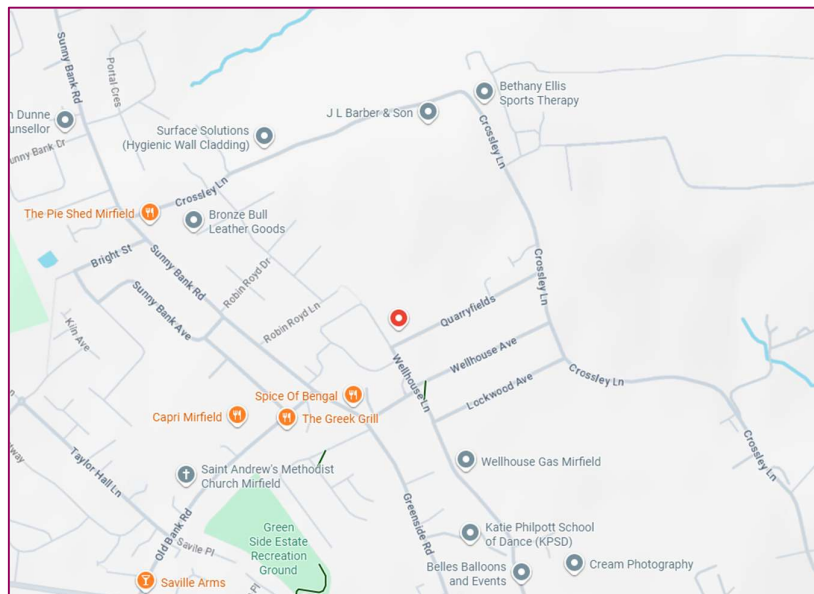 Sunny Bank Rd
Portal Cres
Bethany Ellis
Sports Therapy
J L Barber & Son
Dunne
Surface Solutions
(Hygienic Wall Cladding)
Crossley Ln
Crossley Ln
The Pie Shed Mirfield
Bronze Bull
Leather Goods
Bright St
Sunny Bank Rd
Robin Royd Dr
Crossley Ln
Sunny Bank Ave
Robin Royd Ln
Quarryfields
Kiln Ave
Wellhouse Ave
Wellhouse Ln
Crossley Ln
Lockwood Ave
Spice Of Bengal
Capri Mirfield
The Greek Grill
Crossley Ln
Taylor Hall Ln
Saint Andrew's Methodist
Church Mirfield
Wellhouse Gas Mirfield
Greenside Rd
Old Bank Rd
Savile Pl
Green
Side Estate
Recreation
Ground
Katie Philpott School
of Dance (KPSD)
Belles Balloons
and Events
Cream Photography
Saville Arms
Pl